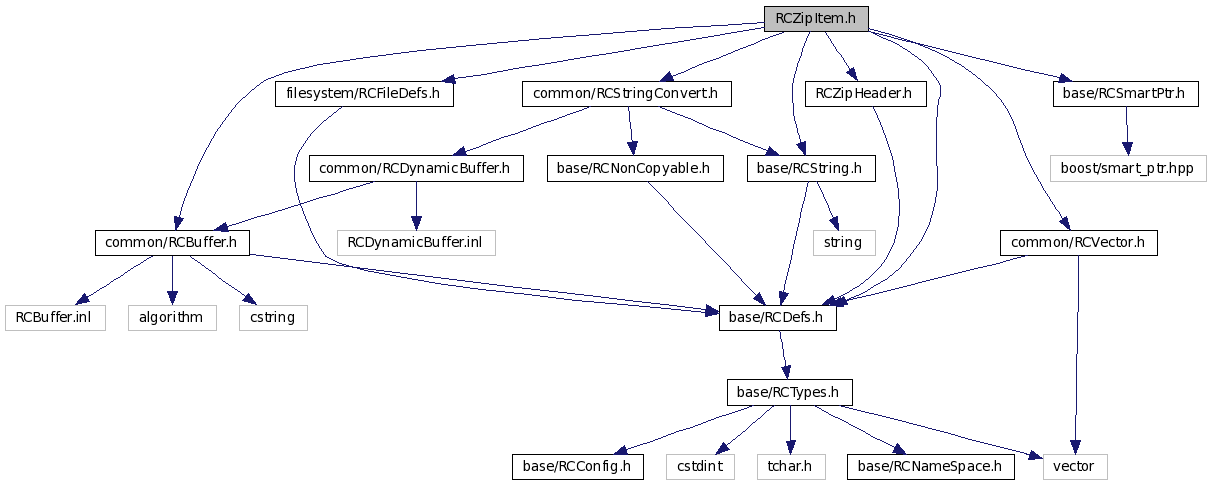 RCZipItem.h
filesystem/RCFileDefs.h
common/RCStringConvert.h
RCZipHeader.h
base/RCSmartPtr.h
common/RCDynamicBuffer.h
base/RCNonCopyable.h
base/RCString.h
boost/smart_ptr.hpp
common/RCBuffer.h
RCDynamicBuffer.inl
string
common/RCVector.h
RCBuffer.inl
algorithm
cstring
base/RCDefs.h
base/RCTypes.h
base/RCConfig.h
cstdint
tchar.h
base/RCNameSpace.h
vector